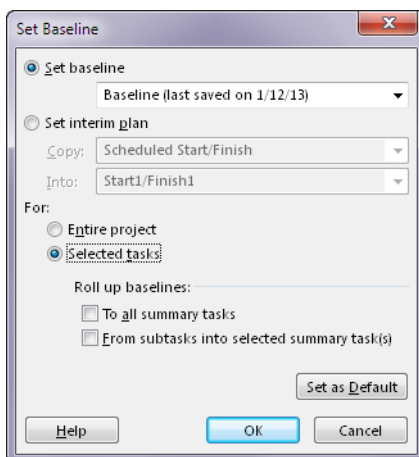 Set Baseline
Set baseline
Baseline (last saved on 1/12/13)
Set interim plan
Copy: Scheduled Start/Finish
Into: Start1/Finish1
For:
Entire project
Selected tasks
Roll up baselines:
To all summary tasks
From subtasks into selected summary task(s)
Set as Default
Help OK Cancel